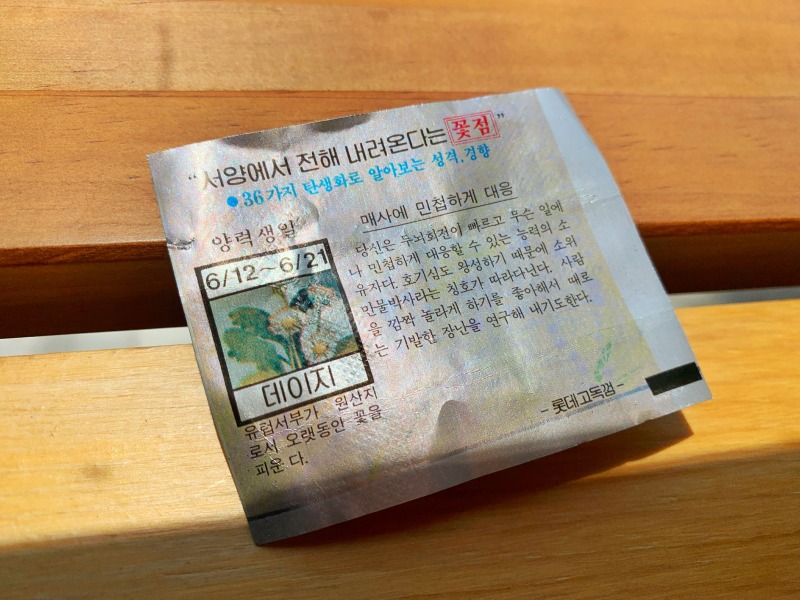 “서양에서 전해 내려온다는 꽃점”
●36가지 탄생화로 알아보는 성격, 경향
양력생일
6/12~6/21
데이지
유럽서부가 원산지
로서 오랫동안 꽃을
피운다.
매사에 민첩하게 대응
당신은 두뇌회전이 빠르고 무슨 일에
나 민첩하게 대응할 수 있는 능력의 소
유자다. 호기심도 왕성하기 때문에 소위
만물박사라는 칭호가 따라다닌다. 사람
을 깜짝 놀라게 하기를 좋아해서 때로
는 기발한 장난을 연구해 내기도한다.
- 롯데고독껌 -